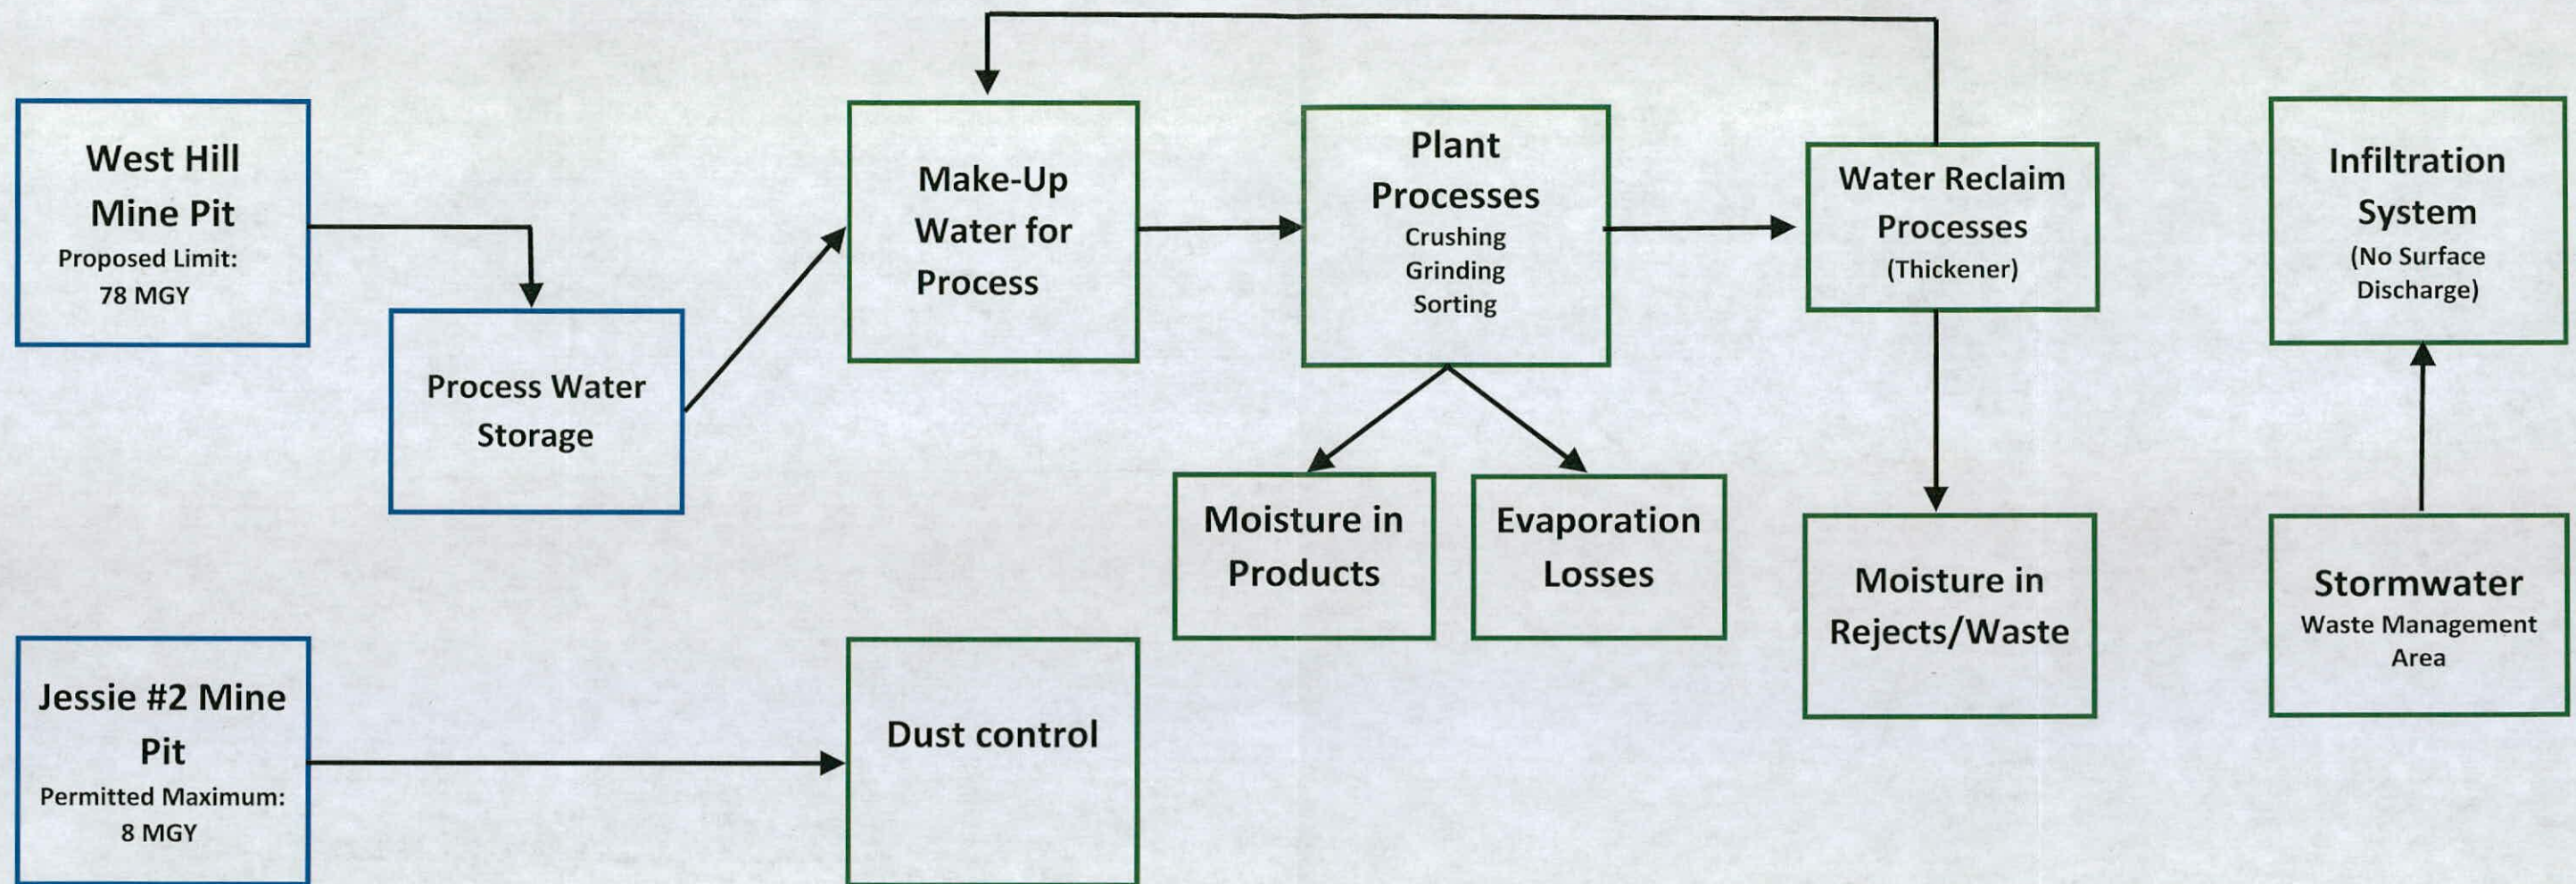 West Hill
Mine Pit
Proposed Limit:
78 MGY
Process Water
Storage
Make-Up
Water for
Process
Plant
Processes
Crushing
Grinding
Sorting
Water Reclaim
Processes
(Thickener)
Infiltration
System
(No Surface
Discharge)
Moisture in
Products
Evaporation
Losses
Moisture in
Rejects/Waste
Stormwater
Waste Management
Area
Jessie #2 Mine
Pit
Permitted Maximum:
8 MGY
Dust control